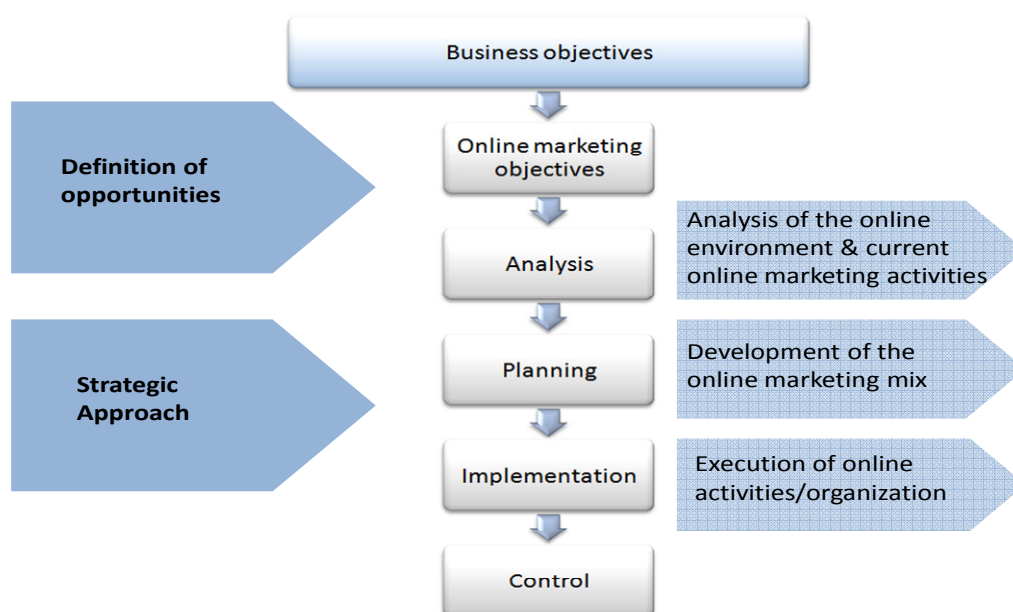 Business objectives
Online marketing
objectives
Definition of
opportunities
Analysis
Analysis of the online
environment & current
online marketing activities
Strategic
Approach
Planning
Development of the
online marketing mix
Implementation
Execution of online
activities/organization
Control